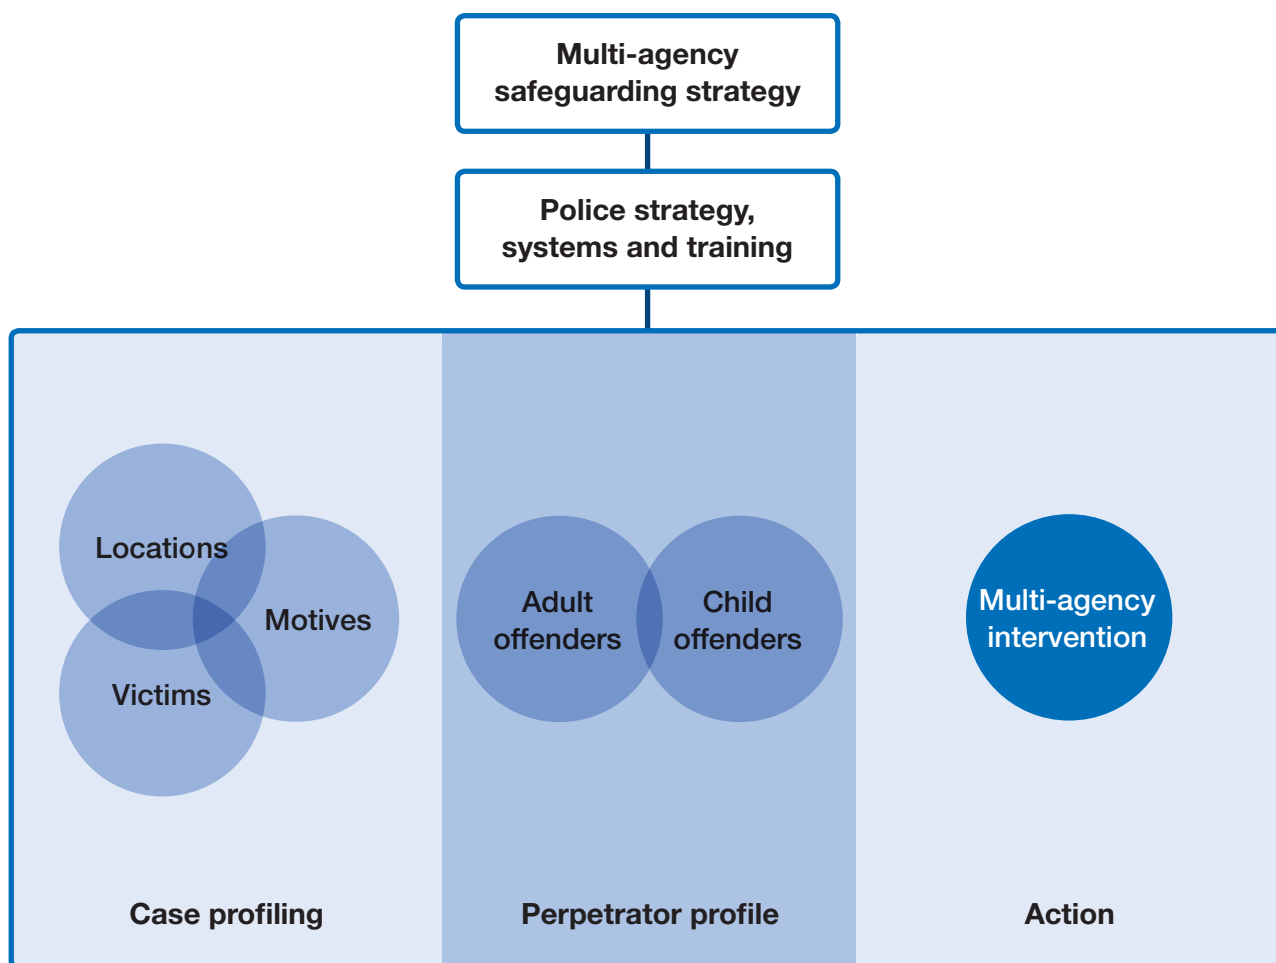 Multi-agency
safeguarding strategy
Police strategy,
systems and training
Locations
Motives
Victims
Adult
offenders
Child
offenders
Multi-agency
intervention
Case profiling
Perpetrator profile
Action